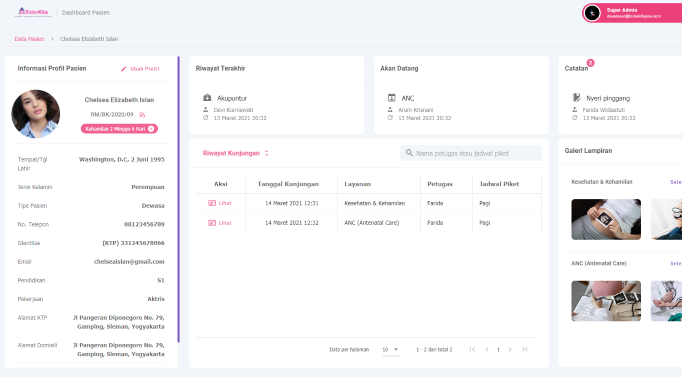 BidanKita
Dashboard Pasien
Super Admin
Data Pasien > Chelsea Elizabeth Islan
Informasi Profil Pasien
Ubah Profil
Chelsea Elizabeth Islan
RM/BK/2020/09
Kehamilan 2 Minggu 6 Hari
Tempat/Tgl Lahir
Washington, D.C, 2 Juni 1995
Jenis Kelamin
Perempuan
Tipe Pasien
Dewasa
No. Telepon
08123456789
Identitas
(KTP) 331245678866
Email
chelseaislan@gmail.com
Pendidikan
S1
Pekerjaan
Aktris
Alamat KTP
Jl Pangeran Diponegoro No. 79,
Gamping, Sleman, Yogyakarta
Alamat Domisili
Jl Pangeran Diponegoro No. 79,
Gamping, Sleman, Yogyakarta
Riwayat Terakhir
Akupuntur
Devi Kurniawati
13 Maret 2021 20:32
Akan Datang
ANC
Arum Krisnani
13 Maret 2021 20:32
Catatan 2
Nyeri pinggang
Farida Widiastuti
13 Maret 2021 20:32
Riwayat Kunjungan
Nama petugas atau jadwal piket
Aksi Tanggal Kunjungan Layanan Petugas Jadwal Piket
Lihat 14 Maret 2021 12:31 Kesehatan & Kehamilan Farida Pagi
Lihat 14 Maret 2021 12:32 ANC (Antenatal Care) Farida Pagi
Data per halaman 10 1 - 2 dari total 2 1
Galeri Lampiran
Kesehatan & Kehamilan Sele
ANC (Antenatal Care) Sele